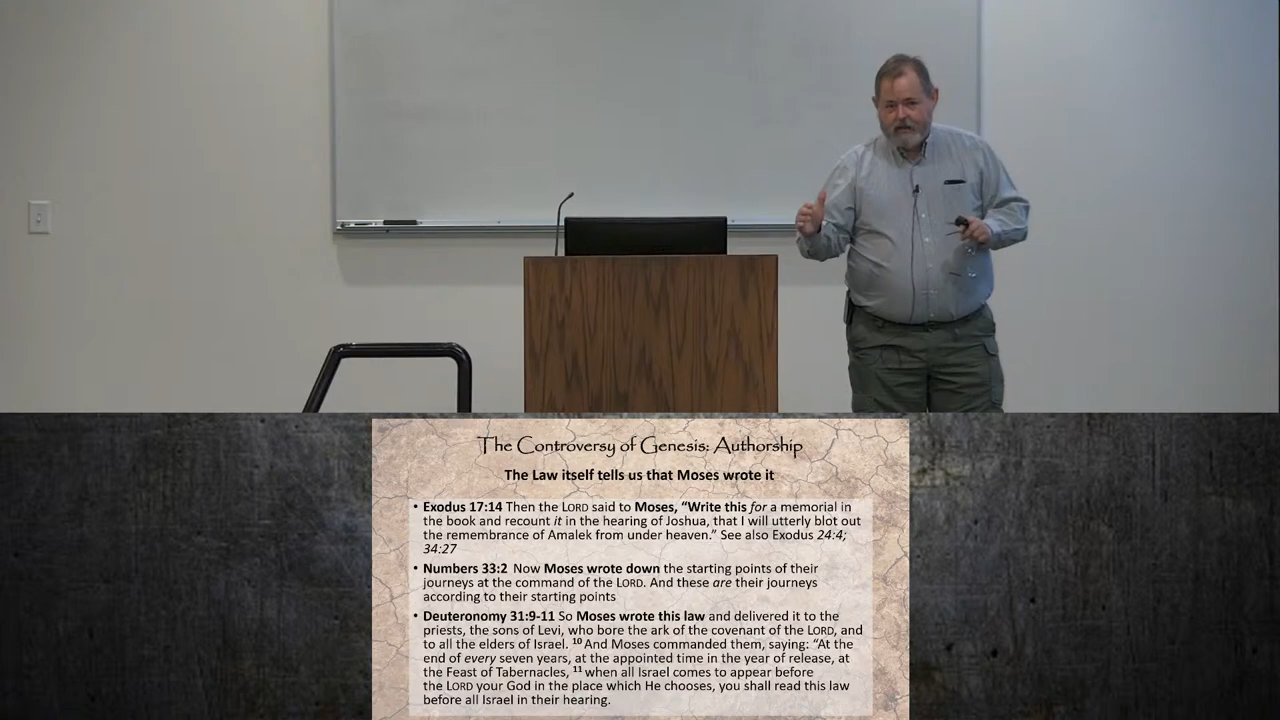 The Controversy of Genesis: Authorship
The Law itself tells us that Moses wrote it
• Exodus 17:14 Then the LORD said to Moses, “Write this for a memorial in
the book and recount it in the hearing of Joshua, that I will utterly blot out
the remembrance of Amalek from under heaven.” See also Exodus 24:4;
34:27
• Numbers 33:2 Now Moses wrote down the starting points of their
journeys at the command of the LORD. And these are their journeys
according to their starting points
• Deuteronomy 31:9-11 So Moses wrote this law and delivered it to the
priests, the sons of Levi, who bore the ark of the covenant of the LORD, and
to all the elders of Israel. 10 And Moses commanded them, saying: “At the
end of every seven years, at the appointed time in the year of release, at
the Feast of Tabernacles, 11 when all Israel comes to appear before
the LORD your God in the place which He chooses, you shall read this law
before all Israel in their hearing.